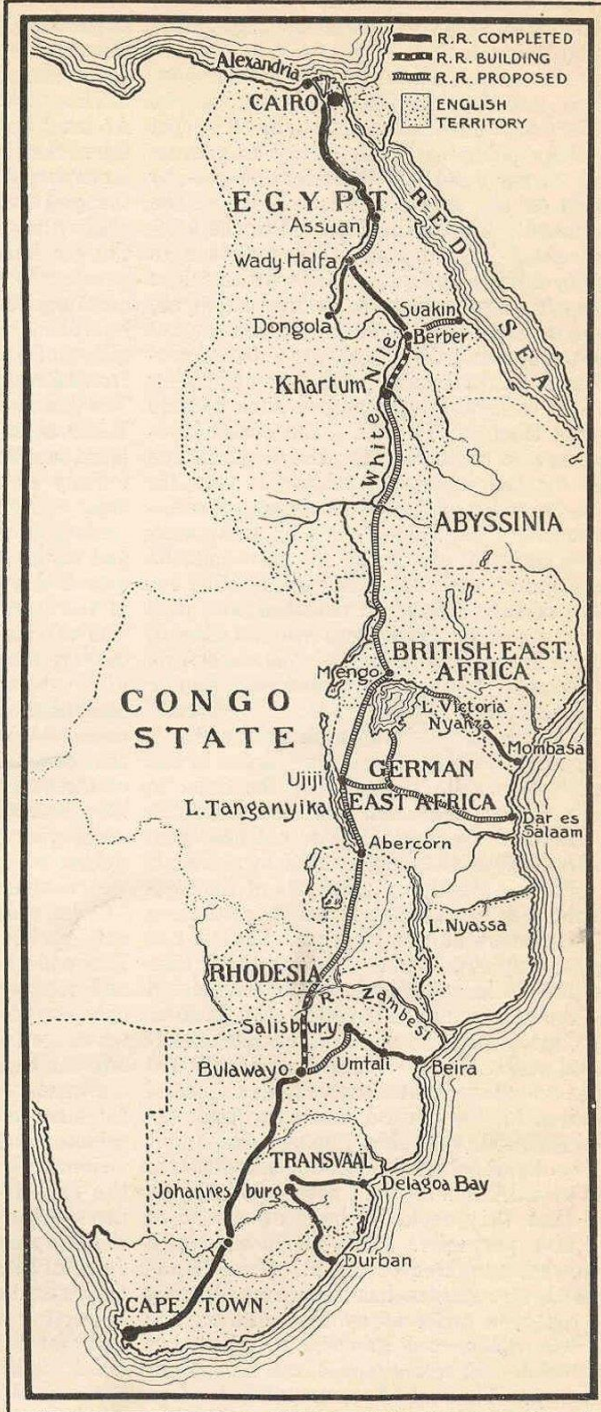 R.R. COMPLETED
R.R. BUILDING
R.R. PROPOSED
ENGLISH
TERRITORY
Alexandria
CAIRO
EGYPT
Assuan
RED SEA
Wady Halfa
Dongola
Suakin
Berber
Khartum
White Nile
ABYSSINIA
BRITISH EAST
AFRICA
Mengo
L. Victoria
Nyanza
Mombasa
CONGO
STATE
Ujiji
GERMAN
EAST AFRICA
L. Tanganyika
Dar es
Salaam
Abercorn
L. Nyassa
RHODESIA
R. Zambesi
Salisbury
Umtali
Beira
Bulawayo
TRANSVAAL
Johannesburg
Delagoa Bay
Durban
CAPE TOWN